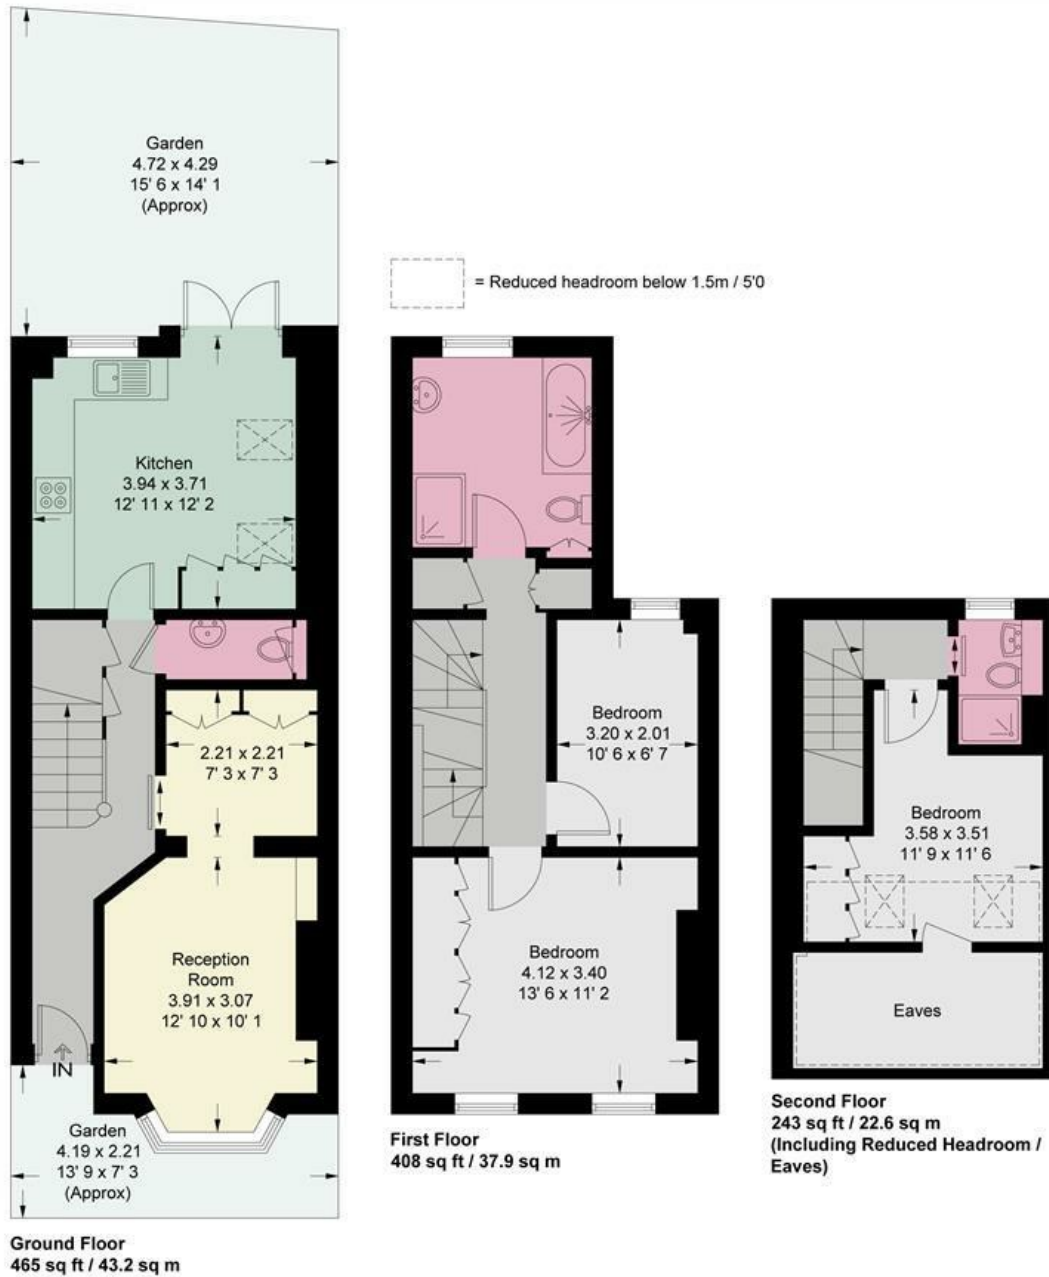 Garden
4.72 x 4.29
15' 6 x 14' 1
(Approx)
= Reduced headroom below 1.5m / 5'0
Kitchen
3.94 x 3.71
12' 11 x 12' 2
2.21 x 2.21
7' 3 x 7' 3
Reception
Room
3.91 x 3.07
12' 10 x 10' 1
IN
Garden
4.19 x 2.21
13' 9 x 7' 3
(Approx)
Ground Floor
465 sq ft / 43.2 sq m
Bedroom
3.20 x 2.01
10' 6 x 6' 7
Bedroom
4.12 x 3.40
13' 6 x 11' 2
First Floor
408 sq ft / 37.9 sq m
Bedroom
3.58 x 3.51
11' 9 x 11' 6
Eaves
Second Floor
243 sq ft / 22.6 sq m
(Including Reduced Headroom /
Eaves)